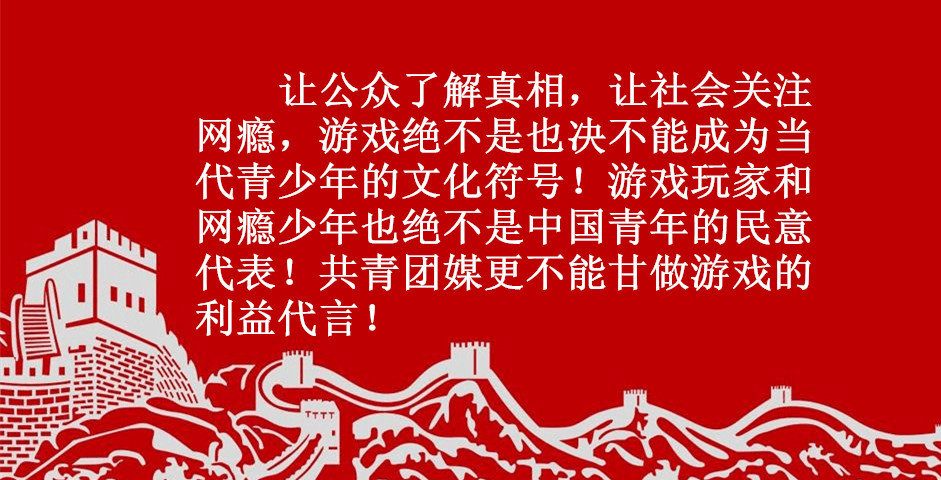 让公众了解真相，让社会关注
网瘾，游戏绝不是也决不能成为当
代青少年的文化符号！游戏玩家和
网瘾少年也绝不是中国青年的民意
代表！共青团媒更不能甘做游戏的
利益代言！